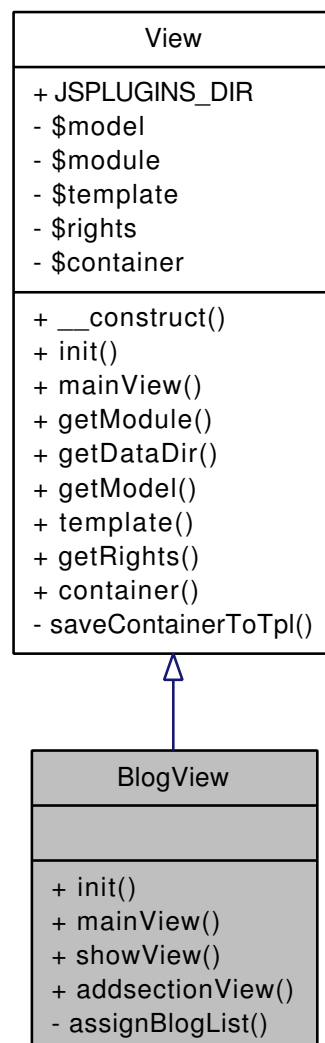 View
+ JSPLUGINS_DIR
- $model
- $module
- $template
- $rights
- $container
+ __construct()
+ init()
+ mainView()
+ getModule()
+ getDataDir()
+ getModel()
+ template()
+ getRights()
+ container()
- saveContainerToTpl()
BlogView
+ init()
+ mainView()
+ showView()
+ addsectionView()
- assignBlogList()